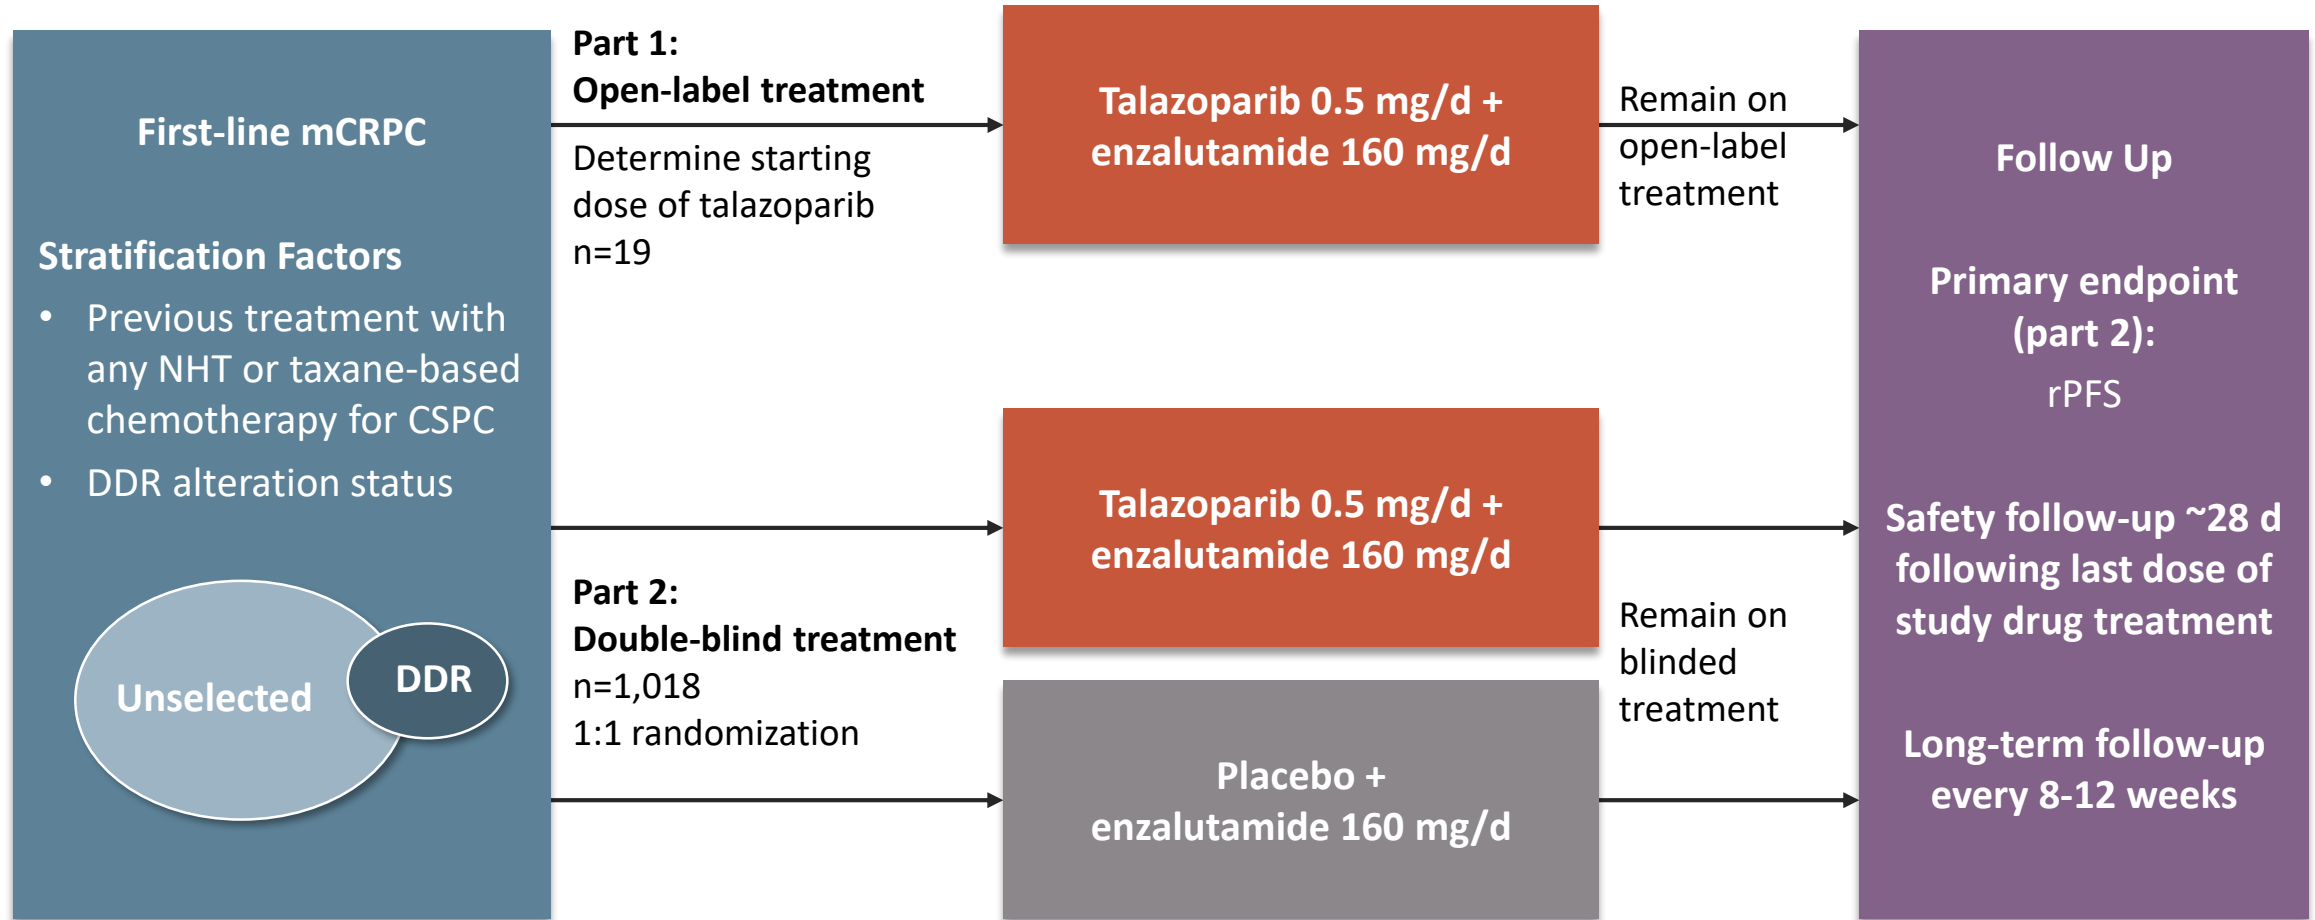 First-line mCRPC
Stratification Factors
• Previous treatment with
any NHT or taxane-based
chemotherapy for CSPC
• DDR alteration status
Unselected
DDR
Part 1:
Open-label treatment
Determine starting
dose of talazoparib
n=19
Part 2:
Double-blind treatment
n=1,018
1:1 randomization
Talazoparib 0.5 mg/d +
enzalutamide 160 mg/d
Talazoparib 0.5 mg/d +
enzalutamide 160 mg/d
Placebo +
enzalutamide 160 mg/d
Remain on
open-label
treatment
Remain on
blinded
treatment
Follow Up
Primary endpoint
(part 2):
rPFS
Safety follow-up ~28 d
following last dose of
study drug treatment
Long-term follow-up
every 8-12 weeks